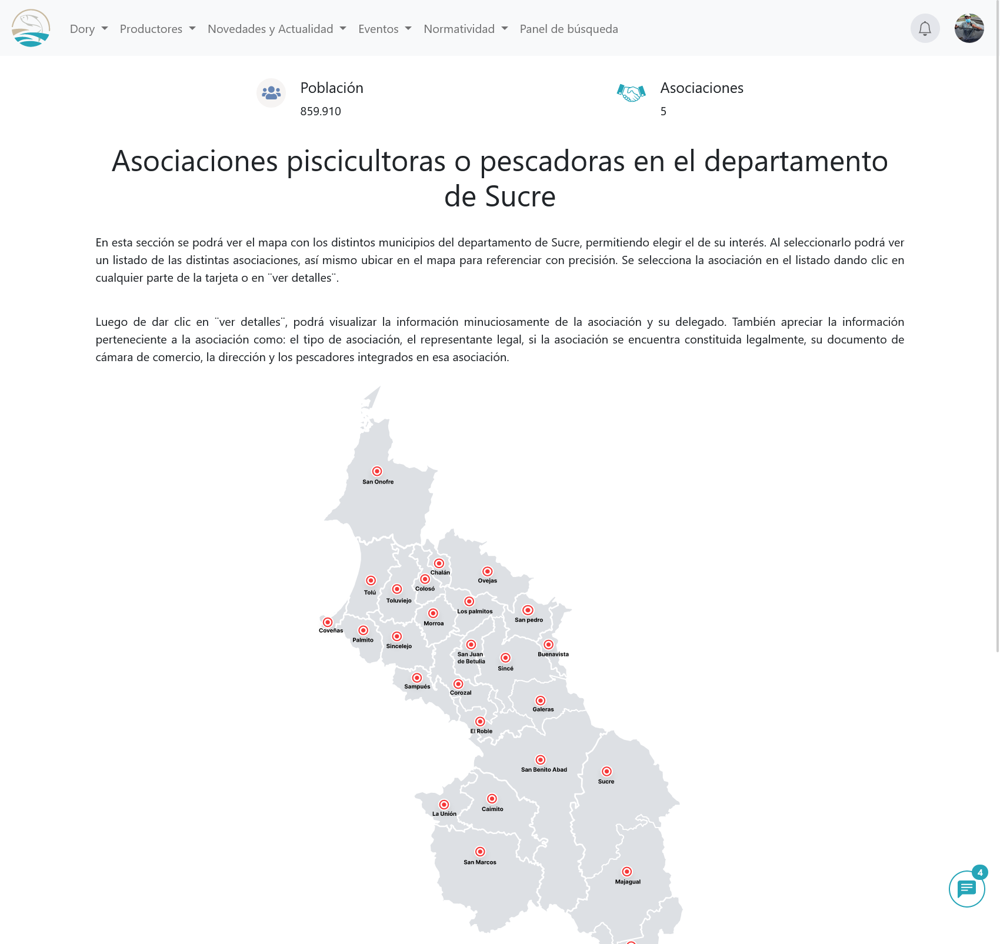 Dory Productores Novedades y Actualidad Eventos Normatividad Panel de búsqueda
Población
859.910
Asociaciones
5
Asociaciones piscicultoras o pescadoras en el departamento
de Sucre
En esta sección se podrá ver el mapa con los distintos municipios del departamento de Sucre, permitiendo elegir el de su interés. Al seleccionarlo podrá ver
un listado de las distintas asociaciones, así mismo ubicar en el mapa para referenciar con precisión. Se selecciona la asociación en el listado dando clic en
cualquier parte de la tarjeta o en ¨ver detalles¨.
Luego de dar clic en ¨ver detalles¨, podrá visualizar la información minuciosamente de la asociación y su delegado. También apreciar la información
perteneciente a la asociación como: el tipo de asociación, el representante legal, si la asociación se encuentra constituida legalmente, su documento de
cámara de comercio, la dirección y los pescadores integrados en esa asociación.
San Onofre
Chalán
Ovejas
Colosó
Tolú
Toluviejo
Los palmitos
San pedro
Morroa
Coveñas
Palmito
Sincelejo
San Juan
de Betulia
Buenavista
Sincé
Sampués
Corozal
Galeras
El Roble
San Benito Abad
Sucre
Caimito
La Unión
San Marcos
Majagual
4